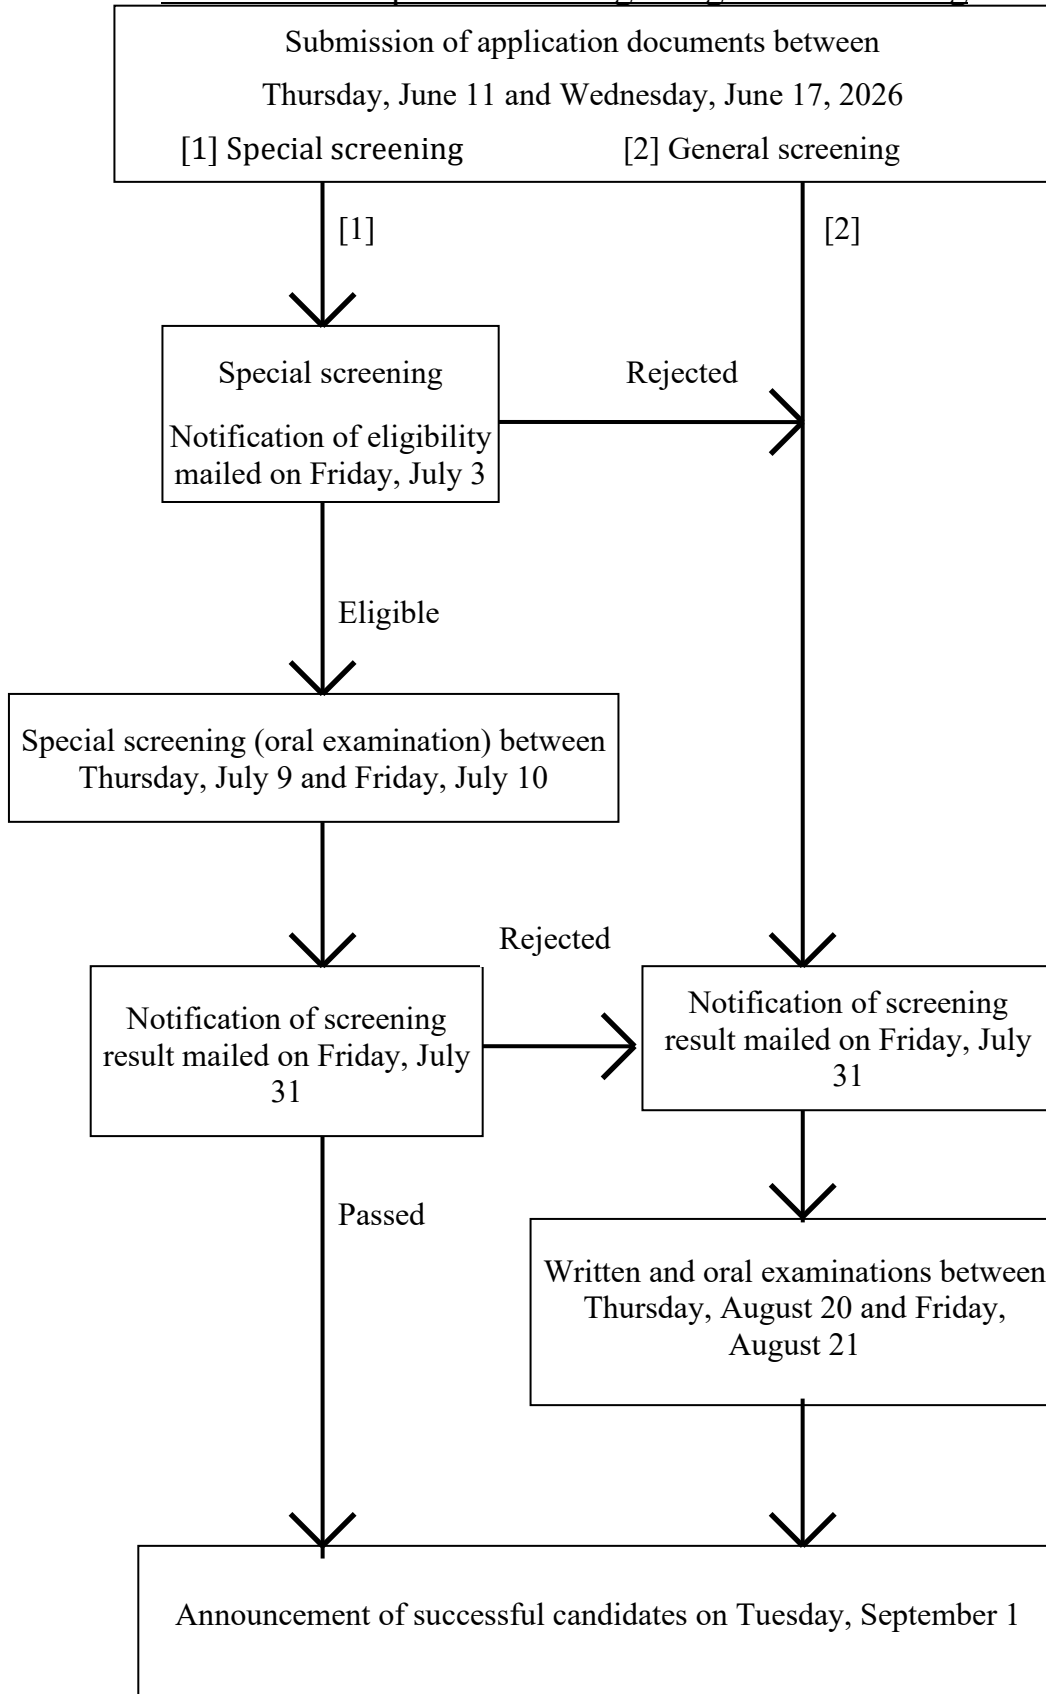 Submission of application documents between
Thursday, June 11 and Wednesday, June 17, 2026
[1] Special screening [2] General screening
[1] [2]
Special screening
Rejected
Notification of eligibility
mailed on Friday, July 3
Eligible
Special screening (oral examination) between
Thursday, July 9 and Friday, July 10
Rejected
Notification of screening
result mailed on Friday, July
31
Notification of screening
result mailed on Friday, July
31
Passed
Written and oral examinations between
Thursday, August 20 and Friday,
August 21
Announcement of successful candidates on Tuesday, September 1